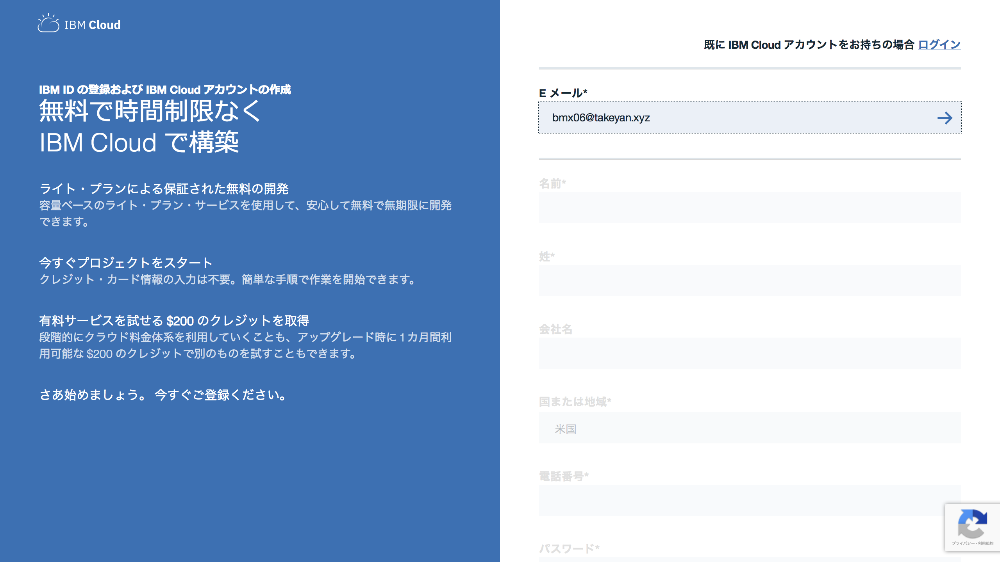 IBM Cloud
IBM ID の登録および IBM Cloud アカウントの作成
無料で時間制限なく
IBM Cloud で構築
ライト・プランによる保証された無料の開発
容量ベースのライト・プラン・サービスを使用して、安心して無料で無期限に開発
できます。
今すぐプロジェクトをスタート
クレジット・カード情報の入力は不要。簡単な手順で作業を開始できます。
有料サービスを試せる $200 のクレジットを取得
段階的にクラウド料金体系を利用していくことも、アップグレード時に 1 カ月間利
用可能な $200 のクレジットで別のものを試すこともできます。
さあ始めましょう。 今すぐご登録ください。
既に IBM Cloud アカウントをお持ちの場合 ログイン
E メール*
bmx06@takeyan.xyz
名前*
姓*
会社名
国または地域*
米国
電話番号*
パスワード*
プライバシー - 利用規約